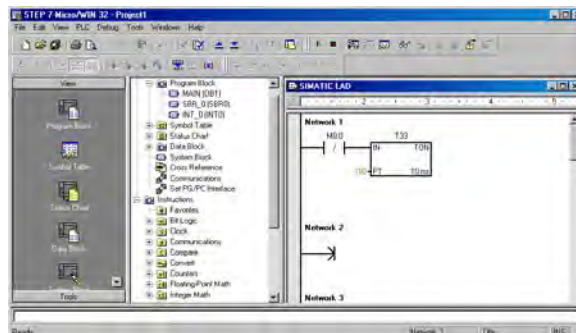 STEP 7-Micro/WIN 32 - Project1
File Edit View PLC Debug Tools Windows Help
View
Program Block
Symbol Table
Status Chart
Data Block
Tools
Program Block
MAIN (OB1)
SBR_0 (SBR0)
INT_0 (INT0)
Symbol Table
Status Chart
Data Block
System Block
Cross Reference
Communications
Set PG/PC Interface
Instructions
Favorites
Bit Logic
Clock
Communications
Compare
Convert
Counters
Floating-Point Math
Integer Math
SIMATIC LAD
Network 1
M0.0 T33
IN TON
PT 10 ms
Network 2
Network 3
Ready